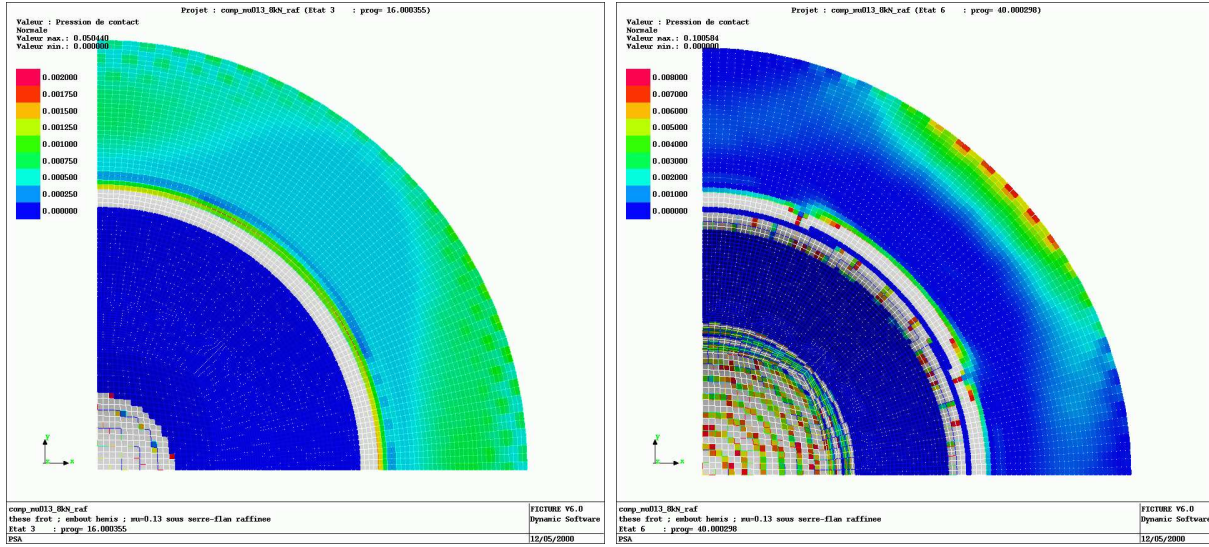 Projet : comp_mu013_8kN_raf (Etat 3 : prog= 16.000355)
Valeur : Pression de contact
Normale
Valeur max.: 0.050440
Valeur min.: 0.000000
0.002000
0.001750
0.001500
0.001250
0.001000
0.000750
0.000500
0.000250
0.000000
comp_mu013_8kN_raf
these frot ; embout hemis ; mu=0.13 sous serre-flan raffinee
Etat 3 : prog= 16.000355
PSA
FICTURE V6.0
Dynamic Software
12/05/2000
Projet : comp_mu013_8kN_raf (Etat 6 : prog= 40.000298)
Valeur : Pression de contact
Normale
Valeur max.: 0.100584
Valeur min.: 0.000000
0.008000
0.007000
0.006000
0.005000
0.004000
0.003000
0.002000
0.001000
0.000000
comp_mu013_8kN_raf
these frot ; embout hemis ; mu=0.13 sous serre-flan raffinee
Etat 6 : prog= 40.000298
PSA
FICTURE V6.0
Dynamic Software
12/05/2000